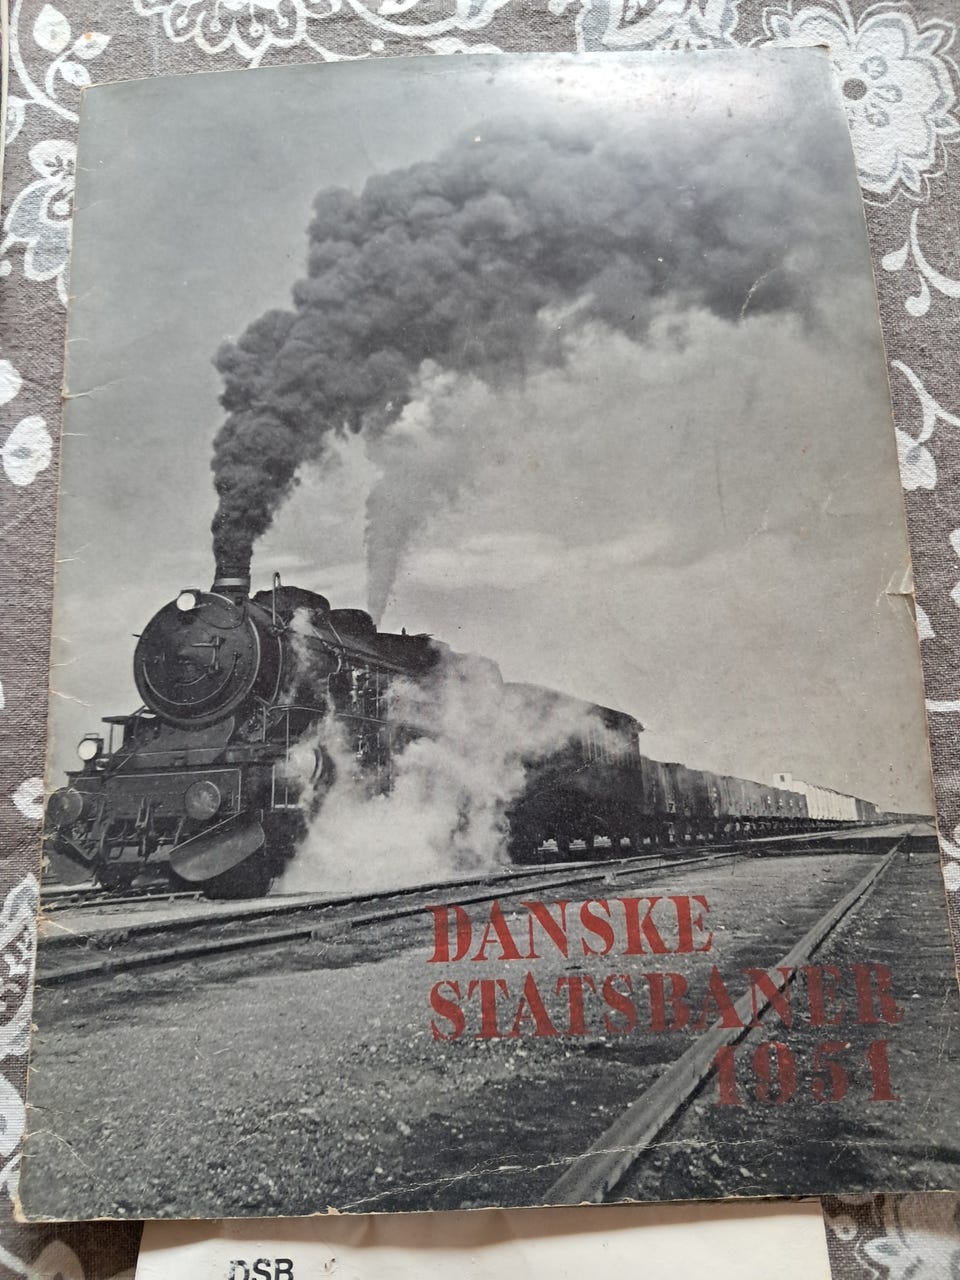 DANSKE
STATSBANER
1951
DSB